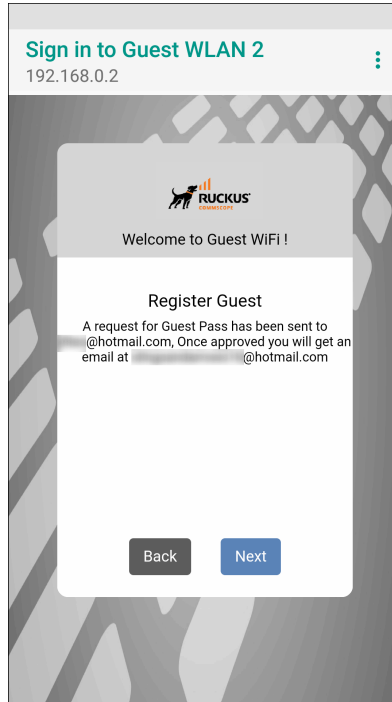 Sign in to Guest WLAN 2
192.168.0.2
RUCKUS
COMMSCOPE
Welcome to Guest WiFi !
Register Guest
A request for Guest Pass has been sent to
@hotmail.com, Once approved you will get an
email at @hotmail.com
Back
Next